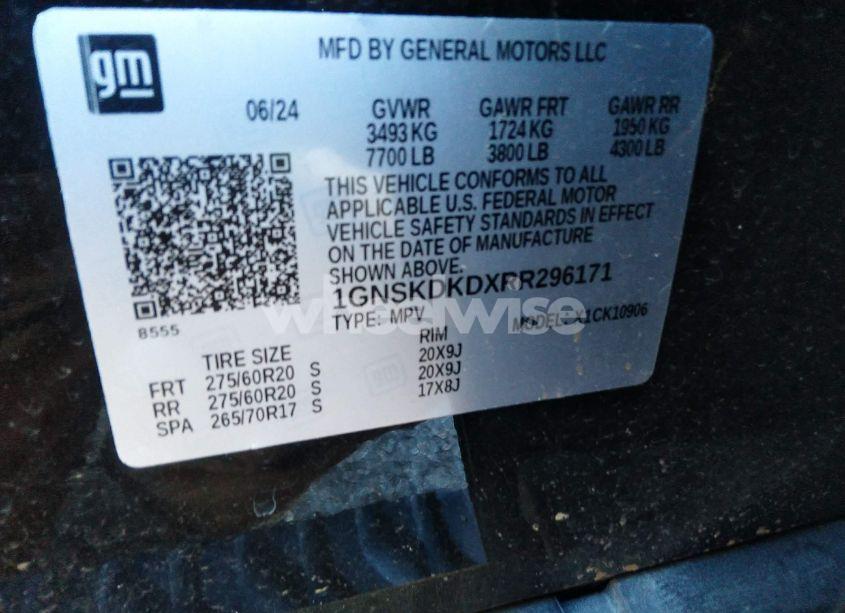 gm
MFD BY GENERAL MOTORS LLC
06/24 GVWR GAWR FRT GAWR RR
3493 KG 1724 KG 1950 KG
7700 LB 3800 LB 4300 LB
THIS VEHICLE CONFORMS TO ALL
APPLICABLE U.S. FEDERAL MOTOR
VEHICLE SAFETY STANDARDS IN EFFECT
ON THE DATE OF MANUFACTURE
SHOWN ABOVE.
1GNSKDKDXRR296171
8555
TYPE: MPV MODEL: X1CK10906
wheelwise
TIRE SIZE RIM
FRT 275/60R20 S 20X9J
RR 275/60R20 S 20X9J
SPA 265/70R17 S 17X8J